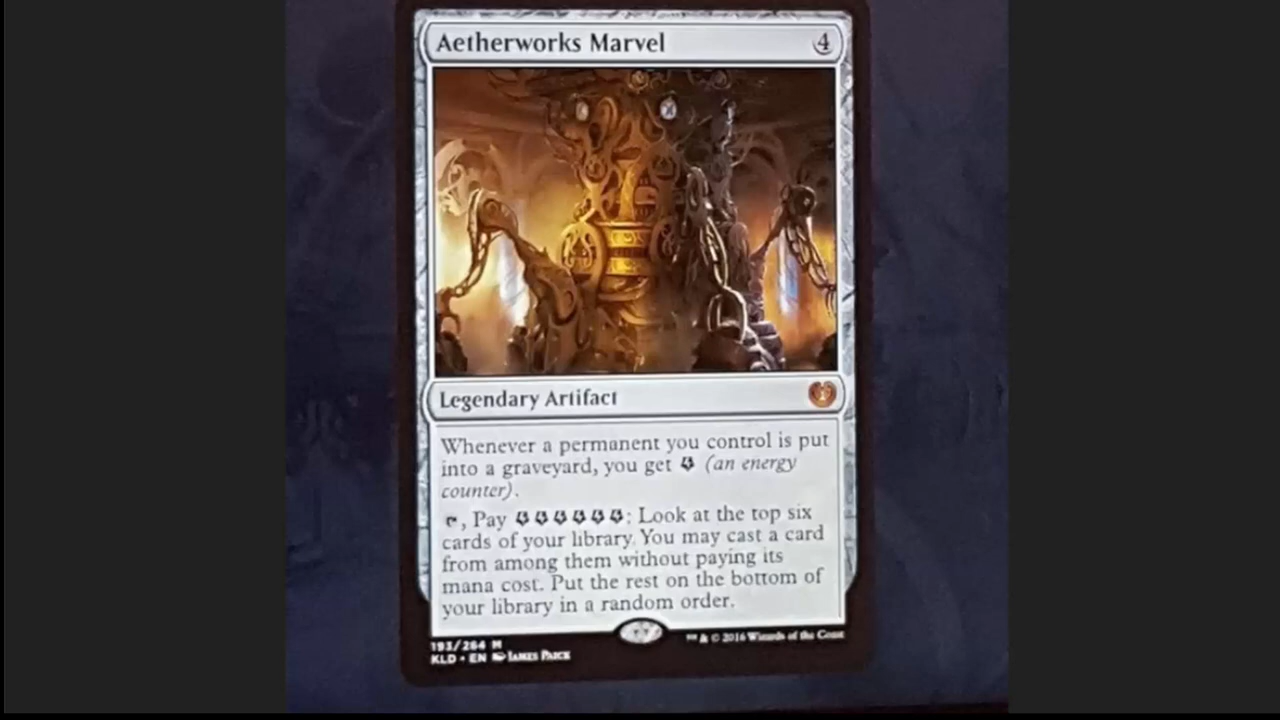 Aetherworks Marvel 4
Legendary Artifact
Whenever a permanent you control is put
into a graveyard, you get (an energy
counter).
, Pay : Look at the top six
cards of your library. You may cast a card
from among them without paying its
mana cost. Put the rest on the bottom of
your library in a random order.
193/264 M
KLD • EN James Paick
™ & © 2016 Wizards of the Coast